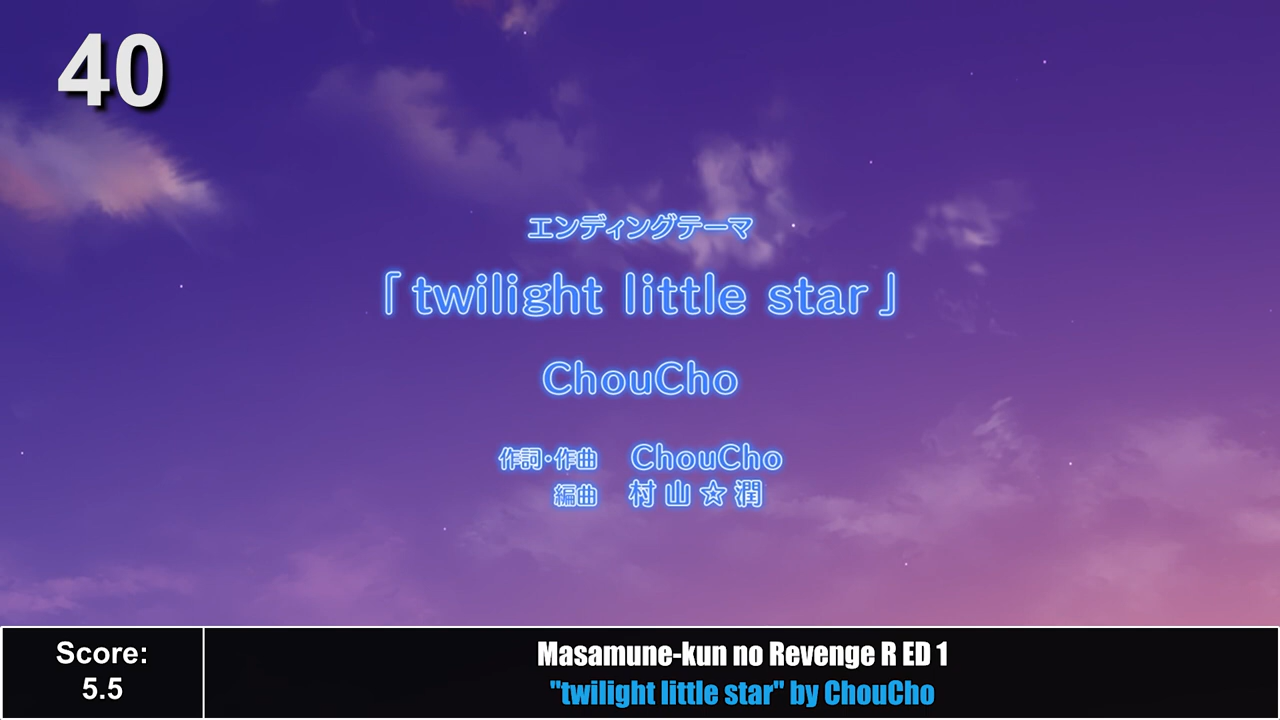 40
エンディングテーマ
「twilight little star」
ChouCho
作詞・作曲 ChouCho
編曲 村山☆潤
Score:
5.5
Masamune-kun no Revenge R ED 1
"twilight little star" by ChouCho